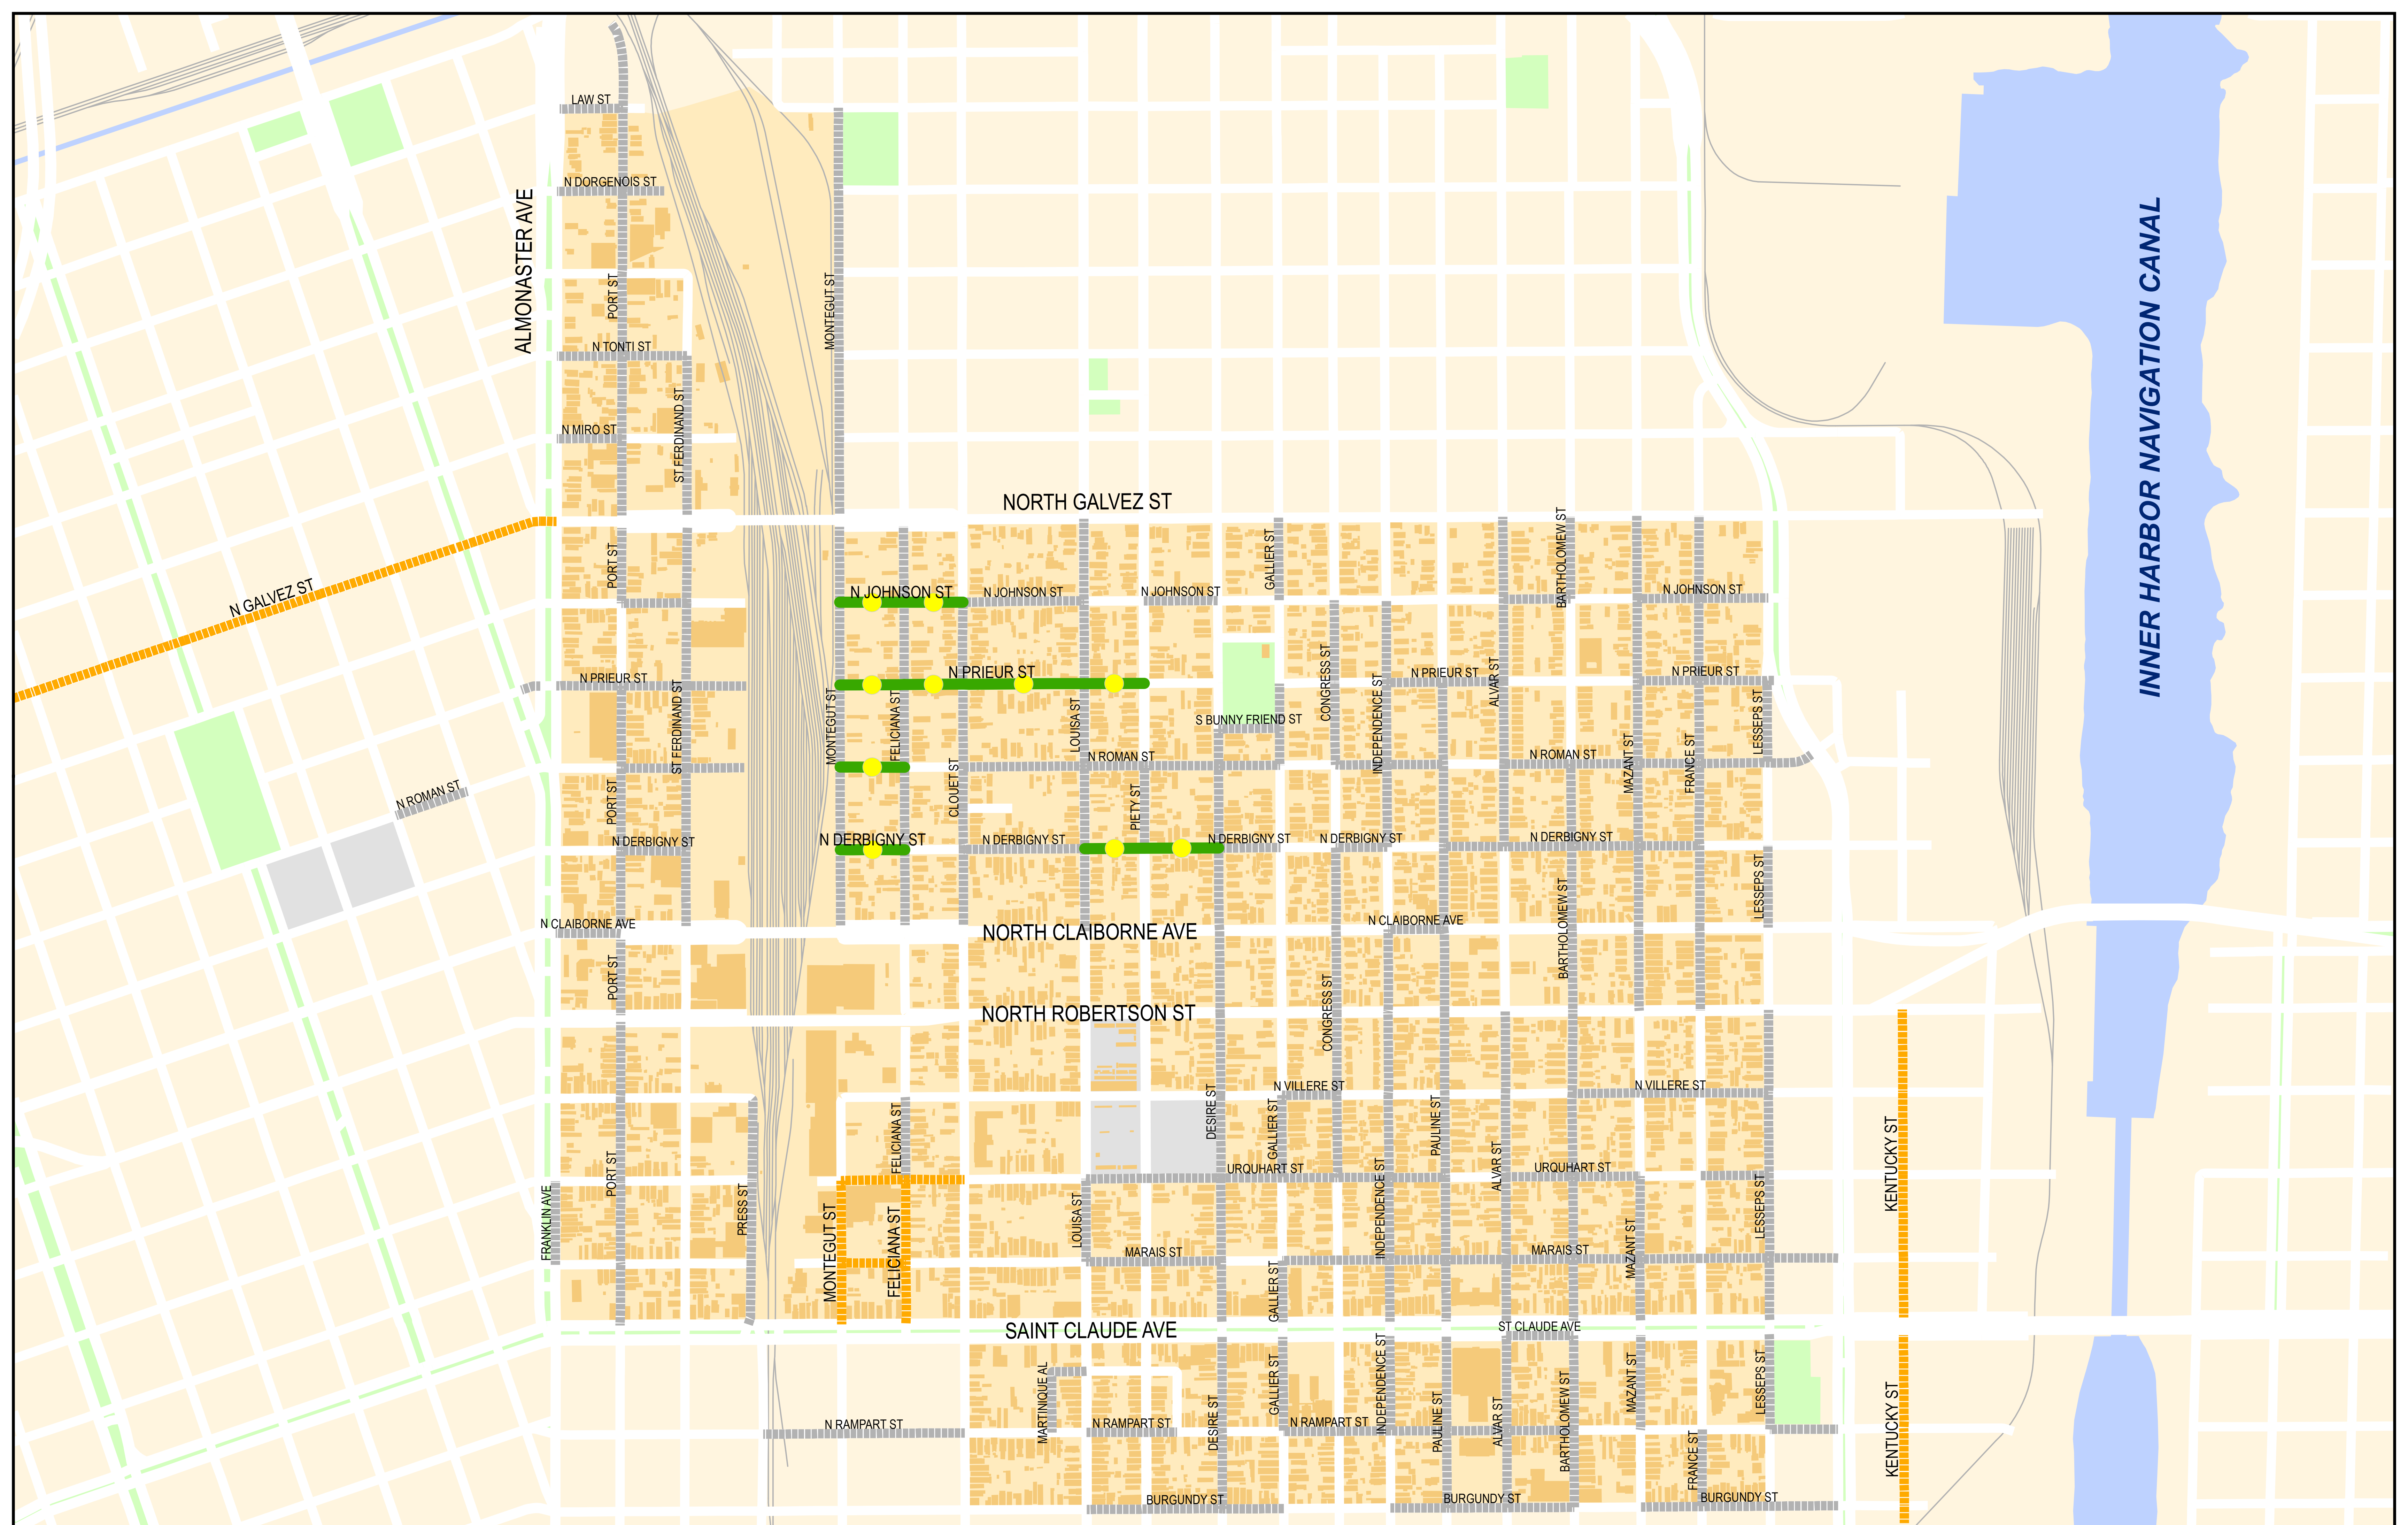 LAW ST
N DORGENOIS ST
ALMONASTER AVE
INNER HARBOR NAVIGATION CANAL
PORT ST
MONTEGUT ST
N TONTI ST
ST FERDINAND ST
N MIRO ST
NORTH GALVEZ ST
BARTHOLOMEW ST
GALLIER ST
PORT ST
N GALVEZ ST
N JOHNSON ST
N JOHNSON ST
N JOHNSON ST
N JOHNSON ST
N PRIEUR ST
N PRIEUR ST
N PRIEUR ST
N PRIEUR ST
CONGRESS ST
ALVAR ST
ST FERDINAND ST
MONTEGUT ST
FELICIANA ST
LOUISA ST
S BUNNY FRIEND ST
INDEPENDENCE ST
LESSEPS ST
N ROMAN ST
N ROMAN ST
MAZANT ST
FRANCE ST
N ROMAN ST
PORT ST
CLOUET ST
PIETY ST
N DERBIGNY ST
N DERBIGNY ST
N DERBIGNY ST
N DERBIGNY ST
N DERBIGNY ST
N DERBIGNY ST
LESSEPS ST
BARTHOLOMEW ST
N CLAIBORNE AVE
NORTH CLAIBORNE AVE
N CLAIBORNE AVE
PORT ST
CONGRESS ST
NORTH ROBERTSON ST
N VILLERE ST
N VILLERE ST
DESIRE ST
GALLIER ST
PAULINE ST
FELICIANA ST
KENTUCKY ST
PORT ST
URQUHART ST
URQUHART ST
ALVAR ST
FRANKLIN AVE
PRESS ST
MONTEGUT ST
FELICIANA ST
LOUISA ST
INDEPENDENCE ST
LESSEPS ST
MARAIS ST
MARAIS ST
MAZANT ST
GALLIER ST
SAINT CLAUDE AVE
ST CLAUDE AVE
MARTINIQUE AL
GALLIER ST
INDEPENDENCE ST
MAZANT ST
LESSEPS ST
KENTUCKY ST
N RAMPART ST
N RAMPART ST
N RAMPART ST
DESIRE ST
PAULINE ST
ALVAR ST
BARTHOLOMEW ST
FRANCE ST
BURGUNDY ST
BURGUNDY ST
BURGUNDY ST